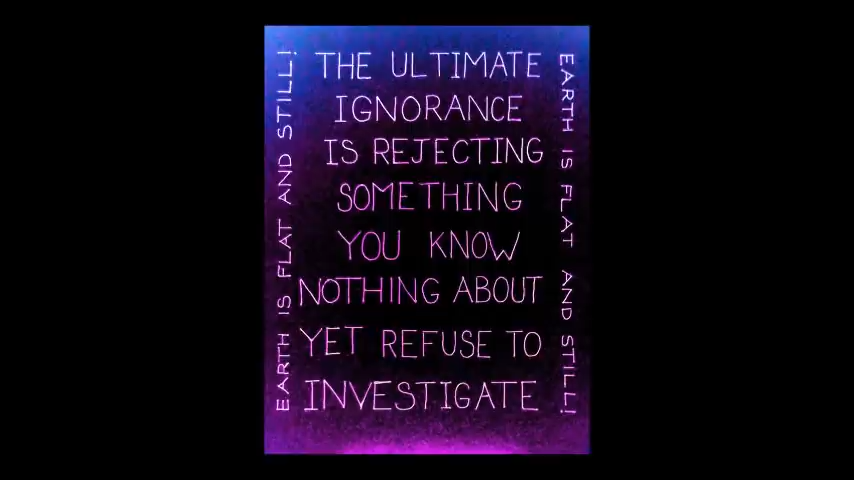 THE ULTIMATE
IGNORANCE
IS REJECTING
SOMETHING
YOU KNOW
NOTHING ABOUT
YET REFUSE TO
INVESTIGATE
EARTH IS FLAT AND STILL!
EARTH IS FLAT AND STILL!